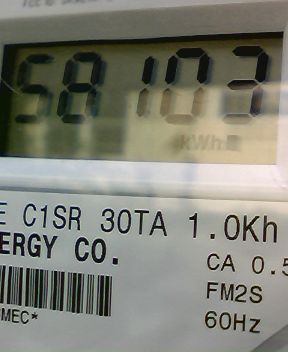 58103
kWh
E C1SR 30TA 1.0Kh
ERGY CO.
CA 0.5
FM2S
MEC*
60Hz